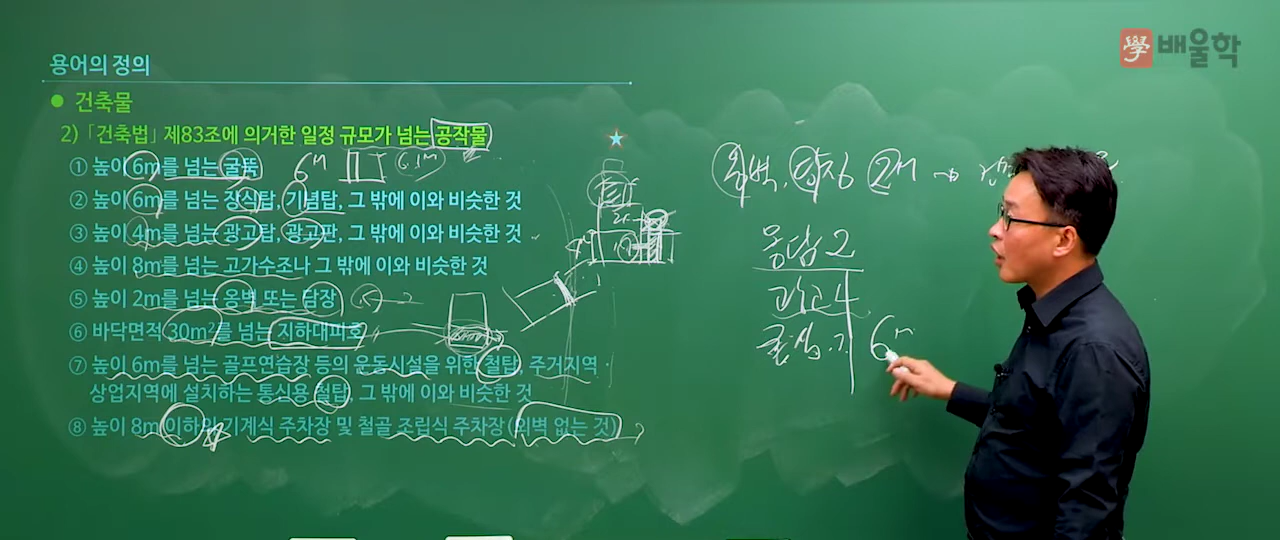 學 배울학
용어의 정의
● 건축물
2) 「건축법」 제83조에 의거한 일정 규모가 넘는 공작물
① 높이 6m를 넘는 굴뚝
6m
6.1m
② 높이 6m를 넘는 장식탑, 기념탑, 그 밖에 이와 비슷한 것
③ 높이 4m를 넘는 광고탑, 광고판, 그 밖에 이와 비슷한 것
④ 높이 8m를 넘는 고가수조나 그 밖에 이와 비슷한 것
⑤ 높이 2m를 넘는 옹벽 또는 담장
⑥ 바닥면적 30m²를 넘는 지하대피호
⑦ 높이 6m를 넘는 골프연습장 등의 운동시설을 위한 철탑, 주거지역
상업지역에 설치하는 통신용 철탑, 그 밖에 이와 비슷한 것
⑧ 높이 8m 이하의 기계식 주차장 및 철골 조립식 주차장(외벽 없는 것)
옹벽, 담장 2m →
옹담 2
광고 4
굴.장.기 6m